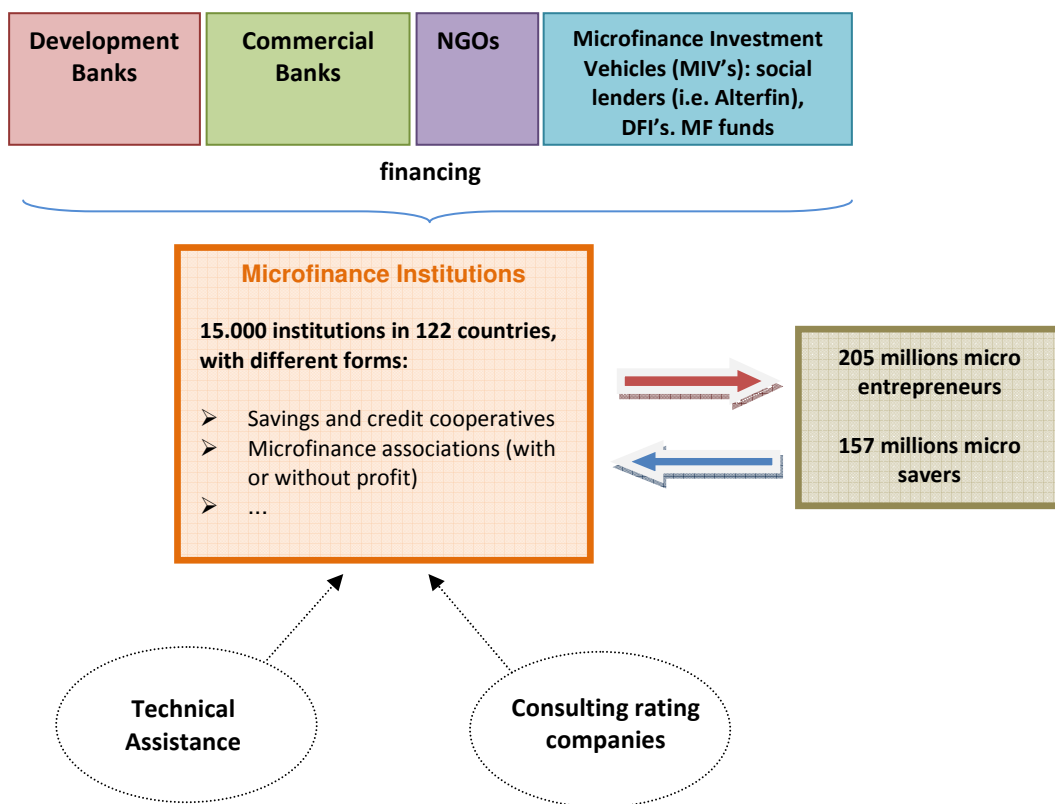 Development
Banks
Commercial
Banks
NGOs
Microfinance Investment
Vehicles (MIV's): social
lenders (i.e. Alterfin),
DFI's. MF funds
financing
Microfinance Institutions
15.000 institutions in 122 countries,
with different forms:
➢ Savings and credit cooperatives
➢ Microfinance associations (with
or without profit)
➢ ...
205 millions micro
entrepreneurs
157 millions micro
savers
Technical
Assistance
Consulting rating
companies